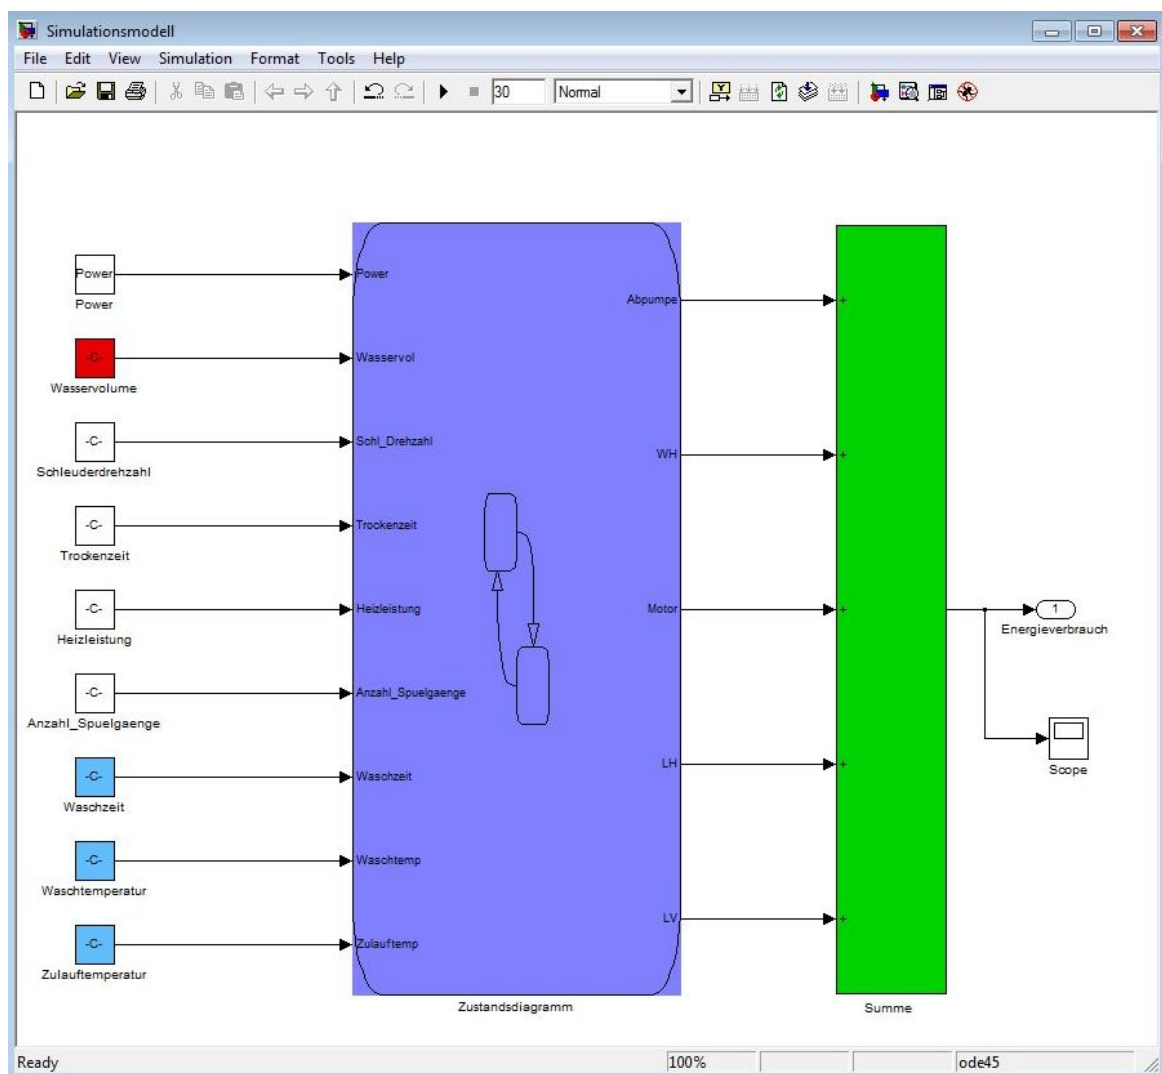 Simulationsmodell
File Edit View Simulation Format Tools Help
30 Normal
Power
Power
-C-
Wasservolume
-C-
Schleuderdrehzahl
-C-
Trockenzeit
-C-
Heizleistung
-C-
Anzahl_Spuelgaenge
-C-
Waschzeit
-C-
Waschtemperatur
-C-
Zulauftemperatur
Power
Wasservol
Schl_Drehzahl
Trockenzeit
Heizleistung
Anzahl_Spuelgaenge
Waschzeit
Waschtemp
Zulauftemp
Abpumpe
WH
Motor
LH
LV
Zustandsdiagramm
+
+
+
+
+
Summe
1
Energieverbrauch
Scope
Ready 100% ode45